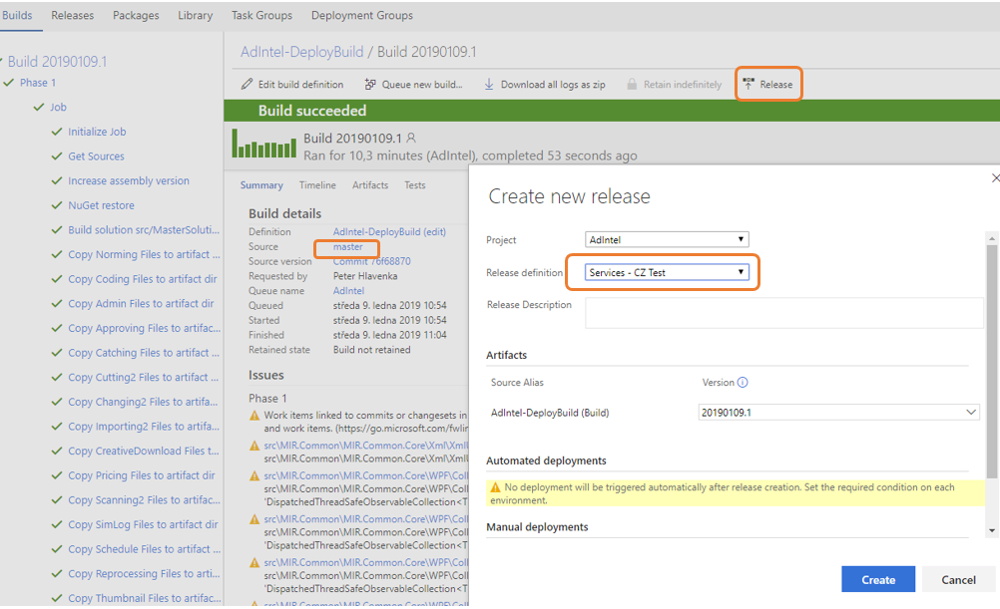 Builds Releases Packages Library Task Groups Deployment Groups
Build 20190109.1
Phase 1
Job
Initialize Job
Get Sources
Increase assembly version
NuGet restore
Build solution src/MasterSoluti...
Copy Norming Files to artifact ...
Copy Coding Files to artifact dir
Copy Admin Files to artifact dir
Copy Approving Files to artifac...
Copy Catching Files to artifact ...
Copy Cutting2 Files to artifact ...
Copy Changing2 Files to artifa...
Copy Importing2 Files to artifa...
Copy CreativeDownload Files t...
Copy Pricing Files to artifact dir
Copy Scanning2 Files to artifac...
Copy SimLog Files to artifact dir
Copy Schedule Files to artifact ...
Copy Reprocessing Files to arti...
Copy Thumbnail Files to artifac...
AdIntel-DeployBuild / Build 20190109.1
Edit build definition Queue new build... Download all logs as zip Retain indefinitely Release
Build succeeded
Build 20190109.1
Ran for 10,3 minutes (AdIntel), completed 53 seconds ago
Summary Timeline Artifacts Tests
Build details
Definition AdIntel-DeployBuild (edit)
Source master
Source version Commit 76f68870
Requested by Peter Hlavenka
Queue name AdIntel
Queued středa 9. ledna 2019 10:54
Started středa 9. ledna 2019 10:54
Finished středa 9. ledna 2019 11:04
Retained state Build not retained
Issues
Phase 1
Work items linked to commits or changesets in
and work items. (https://go.microsoft.com/fwlin
src\MIR.Common\MIR.Common.Core\Xml\Xml
src\MIR.Common\MIR.Common.Core\Xml\Xml
src\MIR.Common\MIR.Common.Core\WPF\Coll
src\MIR.Common\MIR.Common.Core\WPF\Coll
'DispatchedThreadSafeObservableCollection<T
src\MIR.Common\MIR.Common.Core\WPF\Coll
src\MIR.Common\MIR.Common.Core\WPF\Coll
'DispatchedThreadSafeObservableCollection<T
src\MIR.Common\MIR.Common.Core\WPF\Coll
src\MIR.Common\MIR.Common.Core\WPF\Coll
'DispatchedThreadSafeObservableCollection<T
src\MIR.Common\MIR.Common.Core\WPF\Coll
Create new release
Project AdIntel
Release definition Services - CZ Test
Release Description
Artifacts
Source Alias Version
AdIntel-DeployBuild (Build) 20190109.1
Automated deployments
No deployment will be triggered automatically after release creation. Set the required condition on each
environment.
Manual deployments
Create Cancel